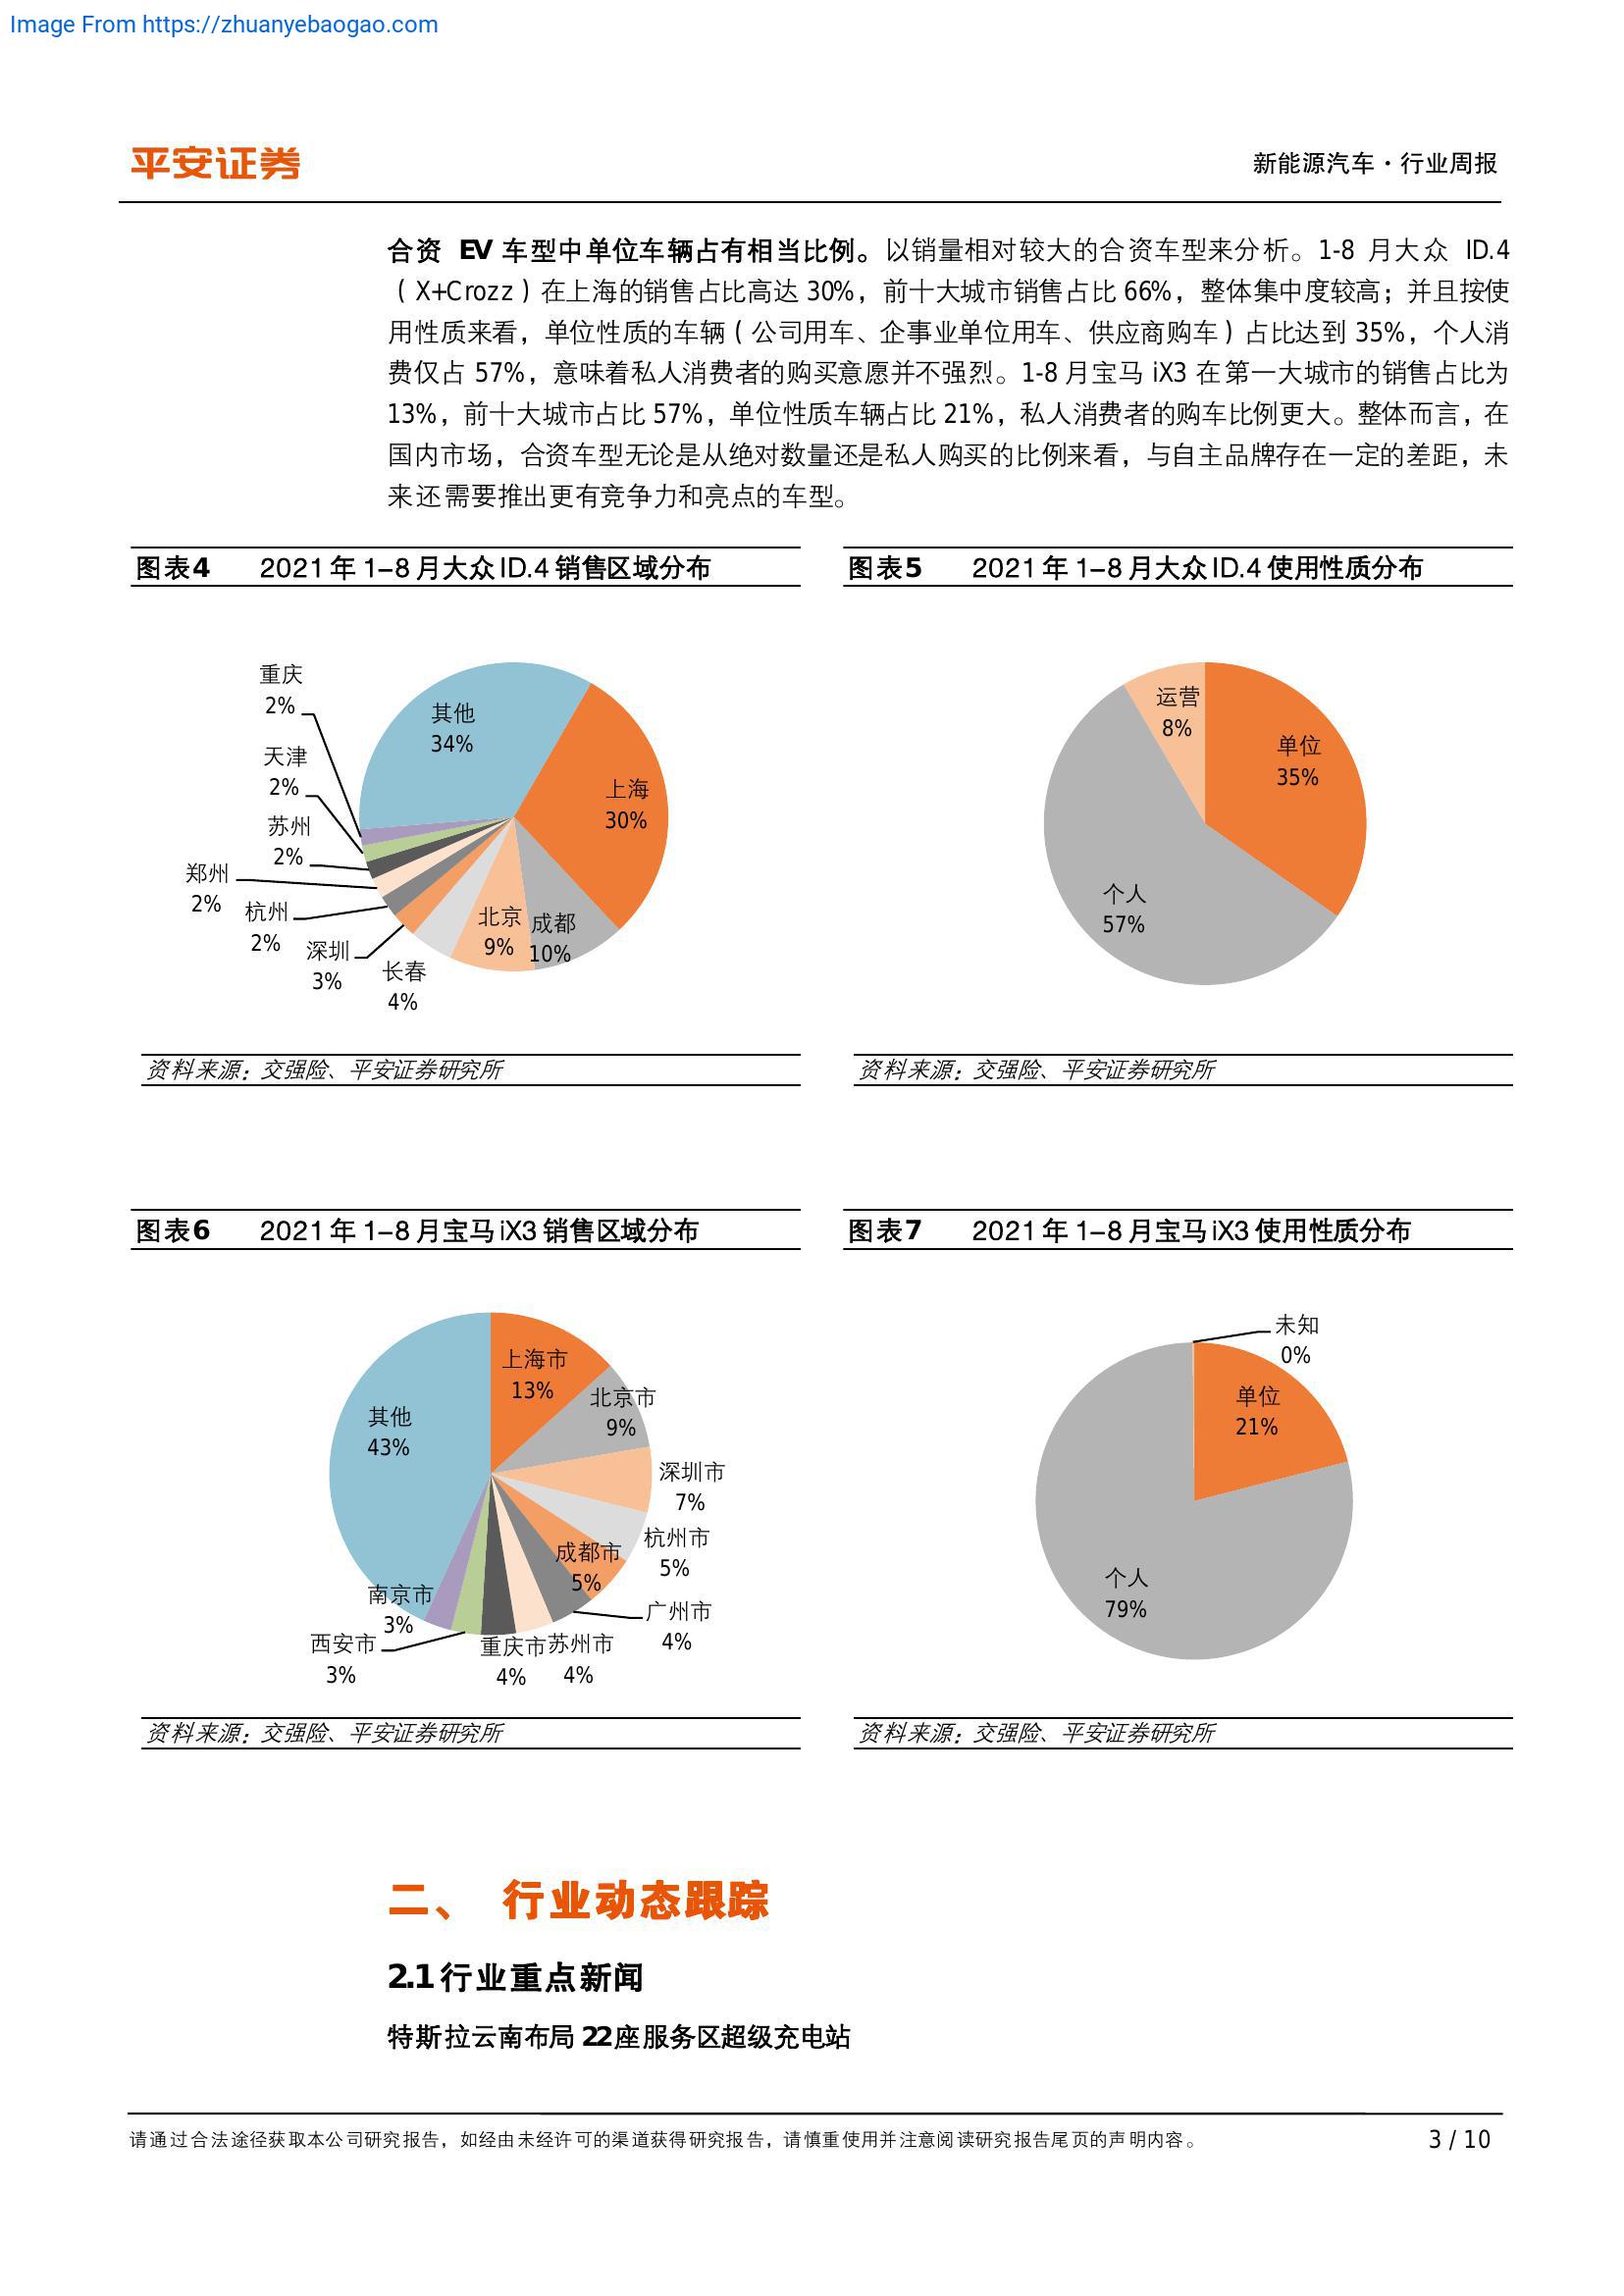 Image From https://zhuanyebaogao.com
平安证券
新能源汽车·行业周报
合资 EV 车型中单位车辆占有相当比例。以销量相对较大的合资车型来分析。1-8 月大众 ID.4
（X+Crozz）在上海的销售占比高达 30%，前十大城市销售占比 66%，整体集中度较高；并且按使
用性质来看，单位性质的车辆（公司用车、企事业单位用车、供应商购车）占比达到 35%，个人消
费仅占 57%，意味着私人消费者的购买意愿并不强烈。1-8 月宝马 iX3 在第一大城市的销售占比为
13%，前十大城市占比 57%，单位性质车辆占比 21%，私人消费者的购车比例更大。整体而言，在
国内市场，合资车型无论是从绝对数量还是私人购买的比例来看，与自主品牌存在一定的差距，未
来还需要推出更有竞争力和亮点的车型。
图表4 2021 年 1-8 月大众 ID.4 销售区域分布
重庆
2%
天津
2%
苏州
2%
郑州
2%
杭州
2%
深圳
3%
长春
4%
北京
9%
成都
10%
上海
30%
其他
34%
资料来源：交强险、平安证券研究所
图表5 2021 年 1-8 月大众 ID.4 使用性质分布
运营
8%
单位
35%
个人
57%
资料来源：交强险、平安证券研究所
图表6 2021 年 1-8 月宝马 iX3 销售区域分布
上海市
13%
北京市
9%
深圳市
7%
杭州市
5%
成都市
5%
广州市
4%
苏州市
4%
重庆市
4%
西安市
3%
南京市
3%
其他
43%
资料来源：交强险、平安证券研究所
图表7 2021 年 1-8 月宝马 iX3 使用性质分布
未知
0%
单位
21%
个人
79%
资料来源：交强险、平安证券研究所
二、 行业动态跟踪
2.1 行业重点新闻
特斯拉云南布局 22座服务区超级充电站
请通过合法途径获取本公司研究报告，如经由未经许可的渠道获得研究报告，请慎重使用并注意阅读研究报告尾页的声明内容。
3 / 10